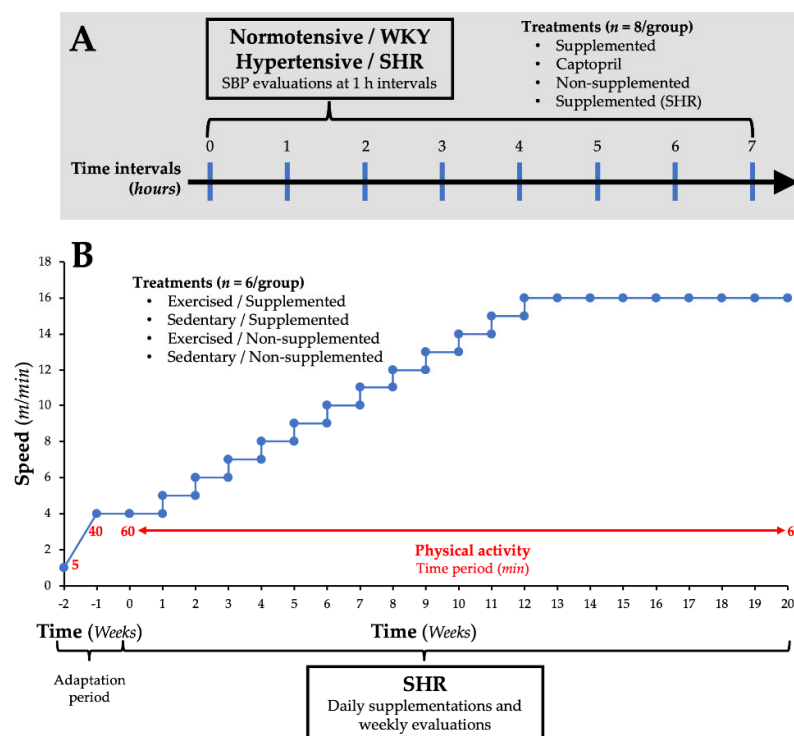 A
Normotensive / WKY
Hypertensive / SHR
SBP evaluations at 1 h intervals
Treatments (n = 8/group)
• Supplemented
• Captopril
• Non-supplemented
• Supplemented (SHR)
0 1 2 3 4 5 6 7
Time intervals
(hours)
B
Treatments (n = 6/group)
• Exercised / Supplemented
• Sedentary / Supplemented
• Exercised / Non-supplemented
• Sedentary / Non-supplemented
Speed (m/min)
18
16
14
12
10
8
6
4
2
0
5
40
60
6
Physical activity
Time period (min)
-2 -1 0 1 2 3 4 5 6 7 8 9 10 11 12 13 14 15 16 17 18 19 20
Time (Weeks)
Time (Weeks)
Adaptation
period
SHR
Daily supplementations and
weekly evaluations